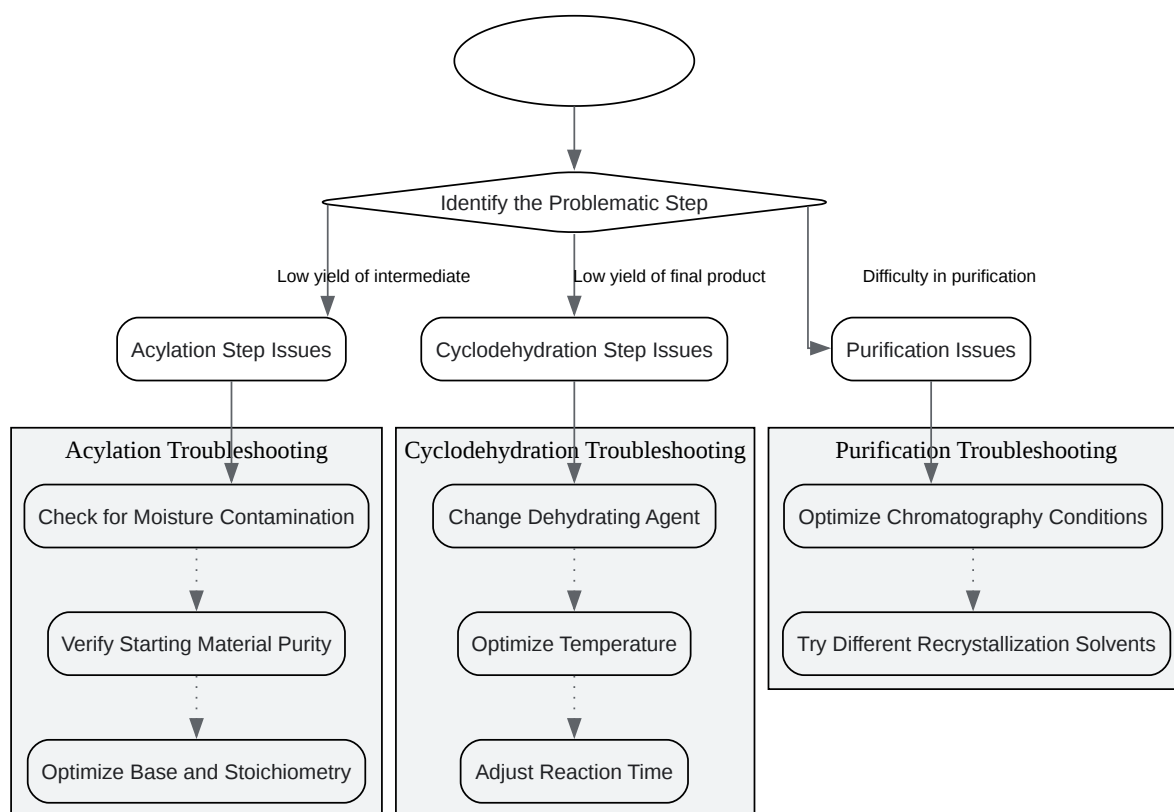 Identify the Problematic Step
Low yield of intermediate
Low yield of final product
Difficulty in purification
Acylation Step Issues
Cyclodehydration Step Issues
Purification Issues
Acylation Troubleshooting
Cyclodehydration Troubleshooting
Purification Troubleshooting
Check for Moisture Contamination
Change Dehydrating Agent
Optimize Chromatography Conditions
Verify Starting Material Purity
Optimize Temperature
Try Different Recrystallization Solvents
Optimize Base and Stoichiometry
Adjust Reaction Time